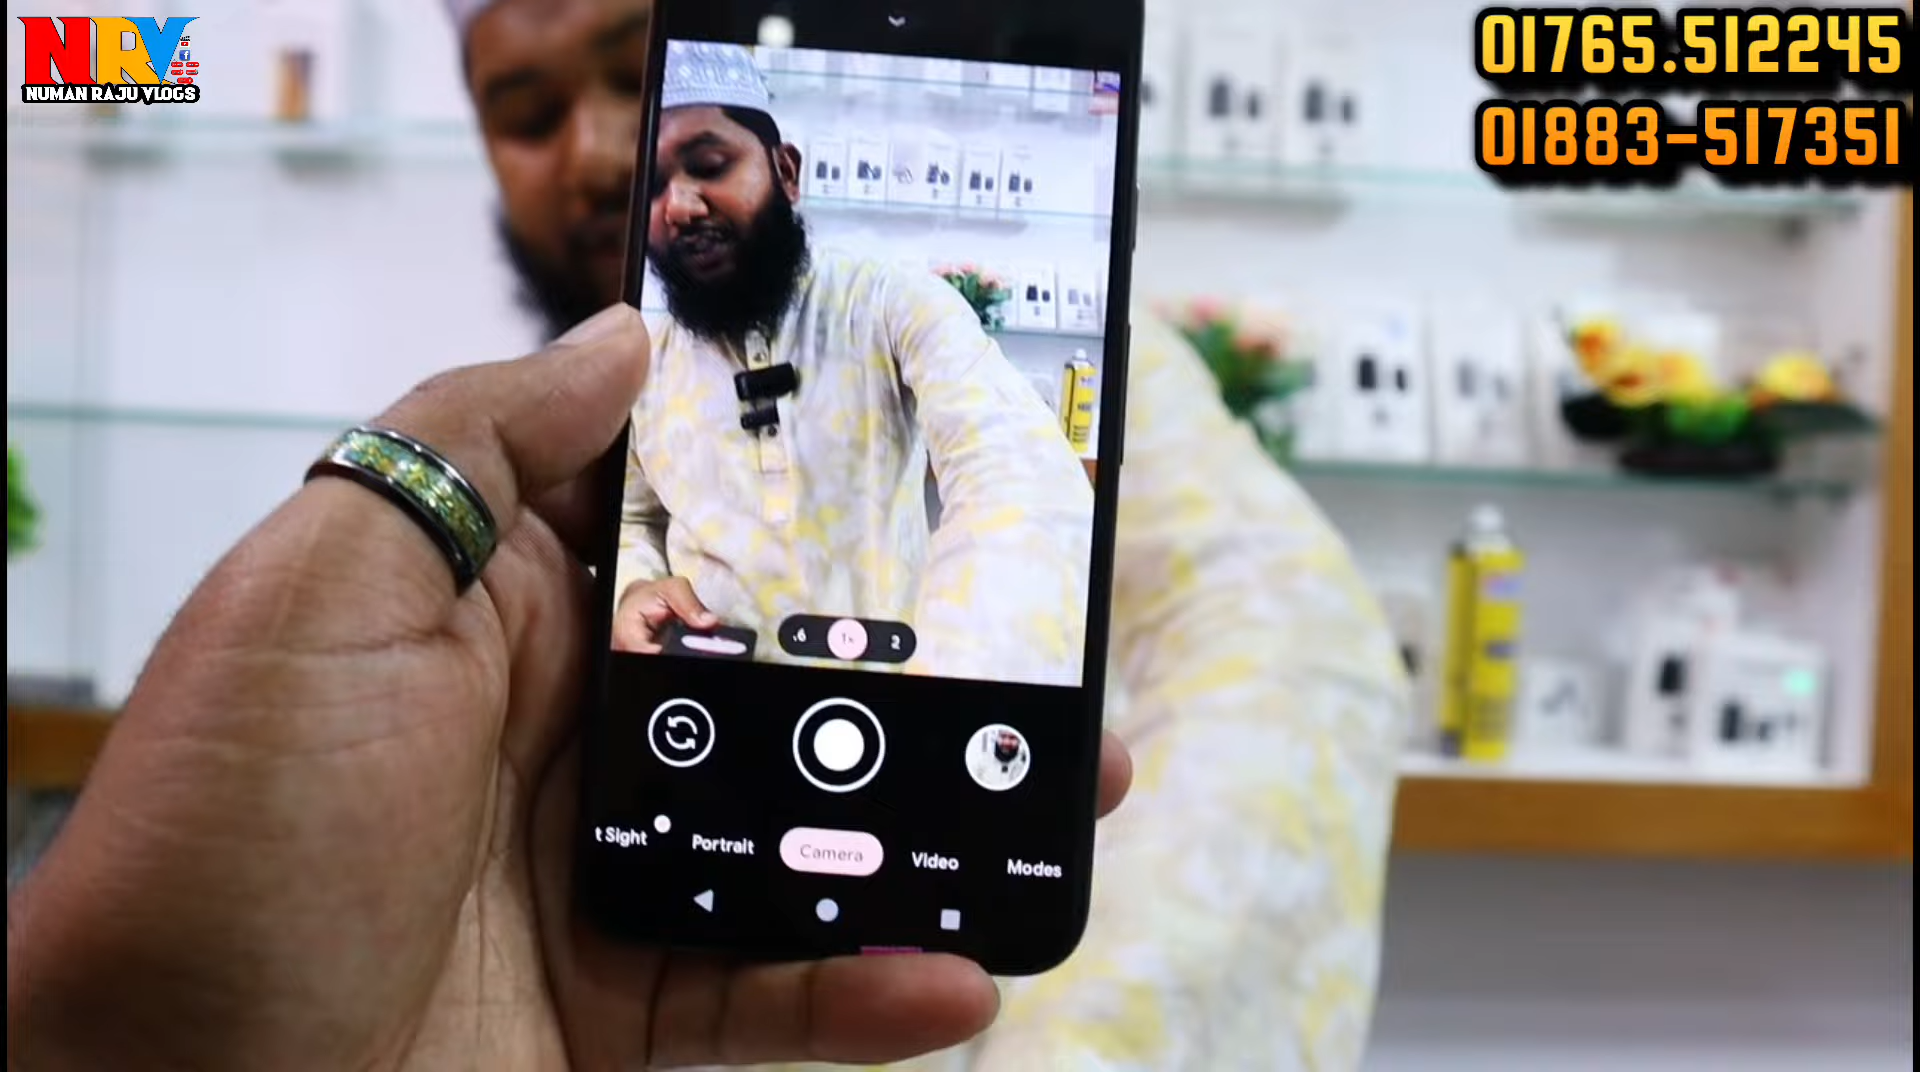 NRV
NUMAN RAJU VLOGS
01765.512245
01883-517351
.6 1x 2
t Sight Portrait Camera Video Modes